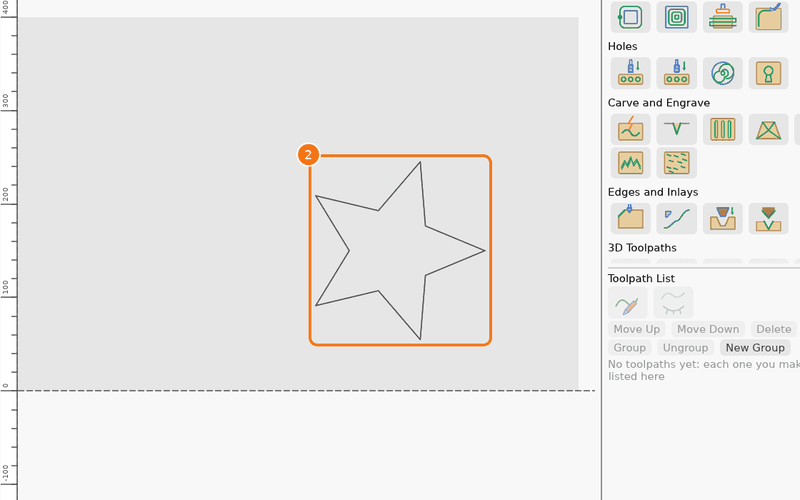 400
300
200
100
0
-100
2
Holes
Carve and Engrave
Edges and Inlays
3D Toolpaths
Toolpath List
Move Up Move Down Delete
Group Ungroup New Group
No toolpaths yet: each one you mak
listed here